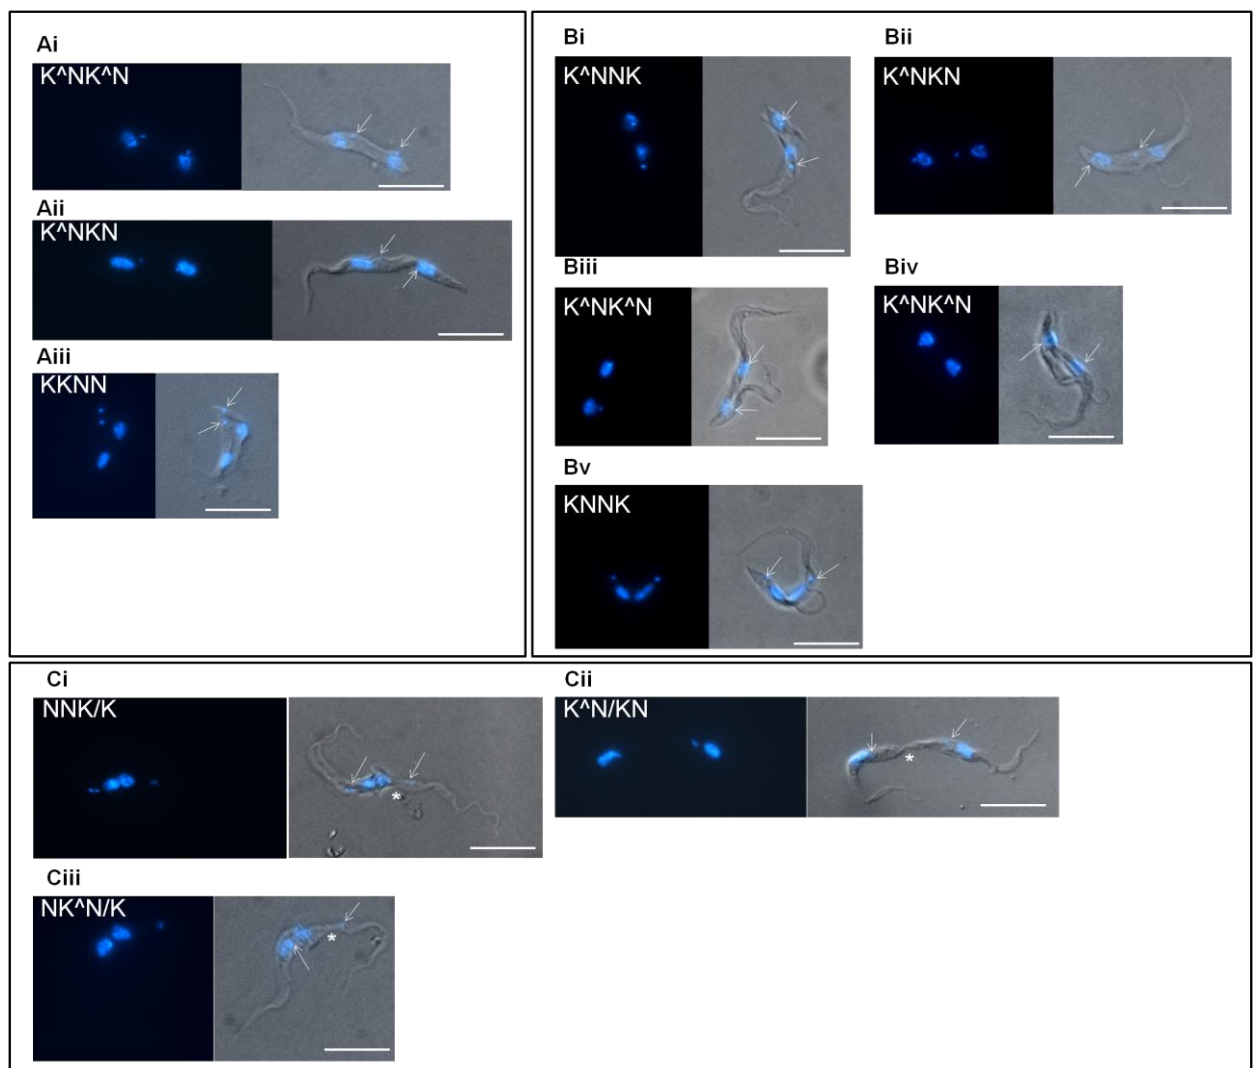 Ai
K^NK^N
Aii
K^NKN
Aiii
KKNN
Bi
K^NNK
Bii
K^NKN
Biii
K^NK^N
Biv
K^NK^N
Bv
KNNK
Ci
NNK/K
*
Cii
K^N/KN
*
Ciii
NK^N/K
*